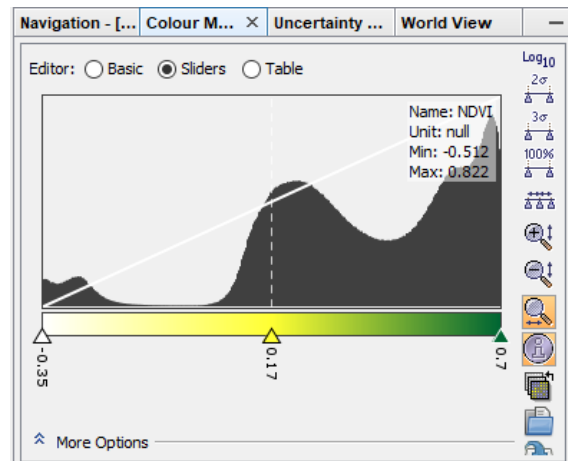 Navigation - [... Colour M... × Uncertainty ... World View
Editor: Basic Sliders Table
Name: NDVI
Unit: null
Min: -0.512
Max: 0.822
Log10
2σ
3σ
100%
-0.35
0.17
0.7
More Options